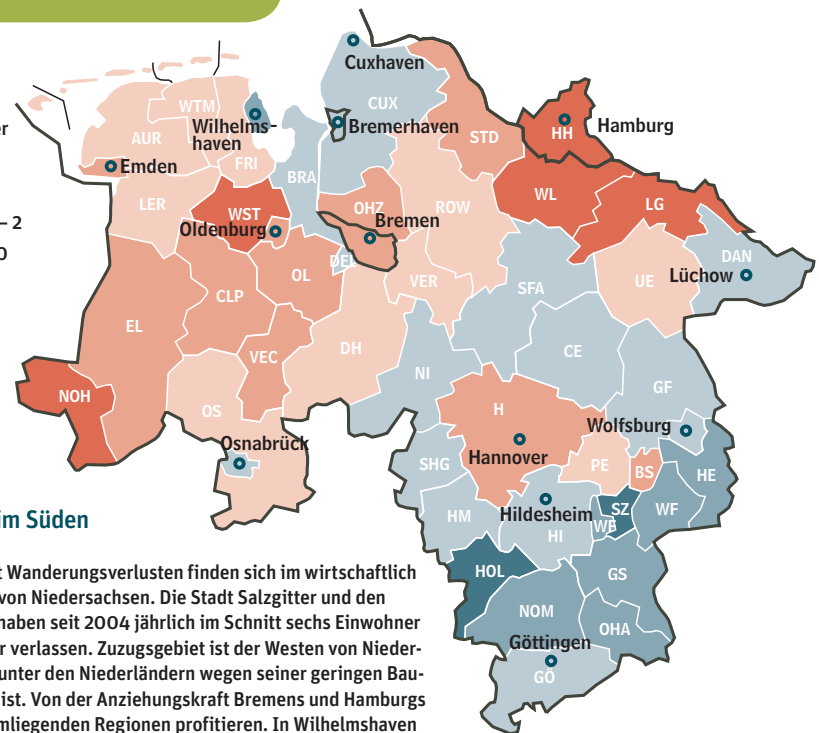 er
– 2
0
Cuxhaven
CUX
WTM
AUR
Wilhelms-
haven
Bremerhaven
STD
HH
Hamburg
Emden
FRI
BRA
LER
WST
OHZ
ROW
WL
LG
Oldenburg
Bremen
DEL
OL
VER
SFA
UE
DAN
Lüchow
CLP
EL
DH
CE
VEC
NI
GF
NOH
OS
H
Wolfsburg
Osnabrück
Hannover
SHG
PE
BS
HE
HM
Hildesheim
HI
SZ
WF
HOL
GS
NOM
OHA
Göttingen
GÖ
im Süden
t Wanderungsverlusten finden sich im wirtschaftlich
von Niedersachsen. Die Stadt Salzgitter und den
haben seit 2004 jährlich im Schnitt sechs Einwohner
r verlassen. Zuzugsgebiet ist der Westen von Nieder-
unter den Niederländern wegen seiner geringen Bau-
ist. Von der Anziehungskraft Bremens und Hamburgs
mliegenden Regionen profitieren. In Wilhelmshaven